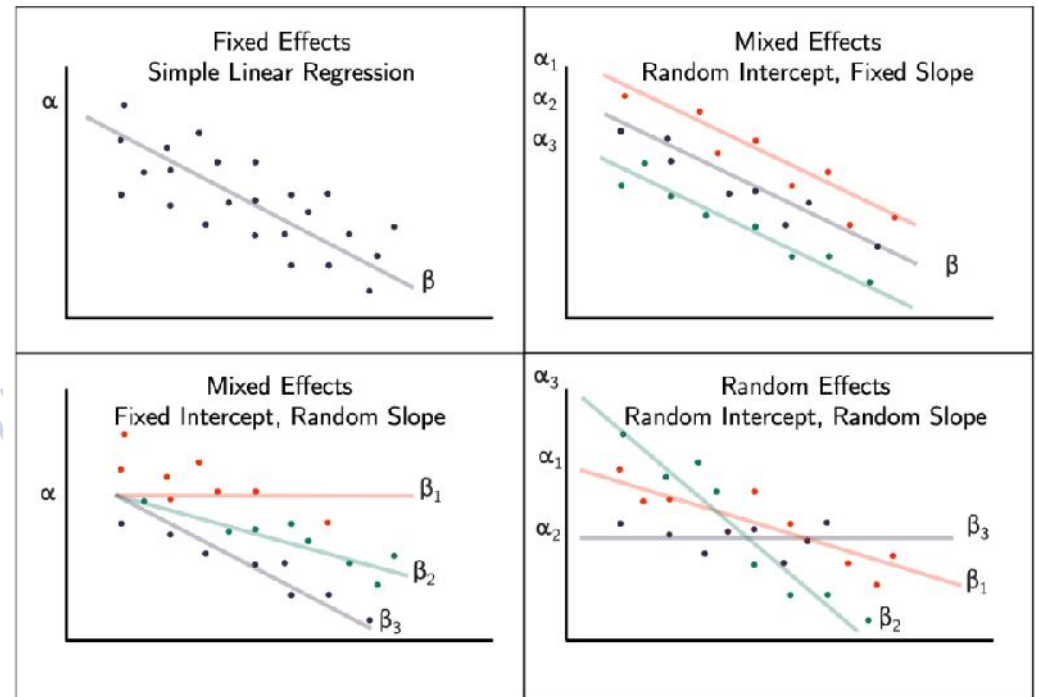 Fixed Effects
Simple Linear Regression
α
β
Mixed Effects
Random Intercept, Fixed Slope
α₁
α₂
α₃
β
Mixed Effects
Fixed Intercept, Random Slope
α
β₁
β₂
β₃
Random Effects
Random Intercept, Random Slope
α₃
α₁
α₂
β₃
β₁
β₂